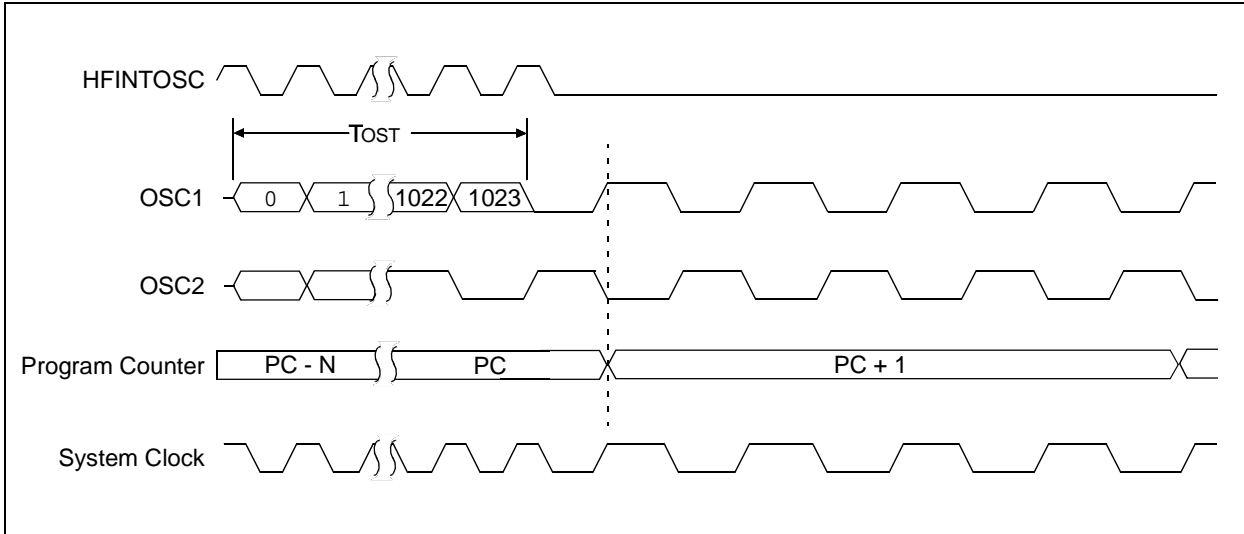 HFINTOSC
TOST
OSC1 0 1 1022 1023
OSC2
Program Counter PC - N PC PC + 1
System Clock